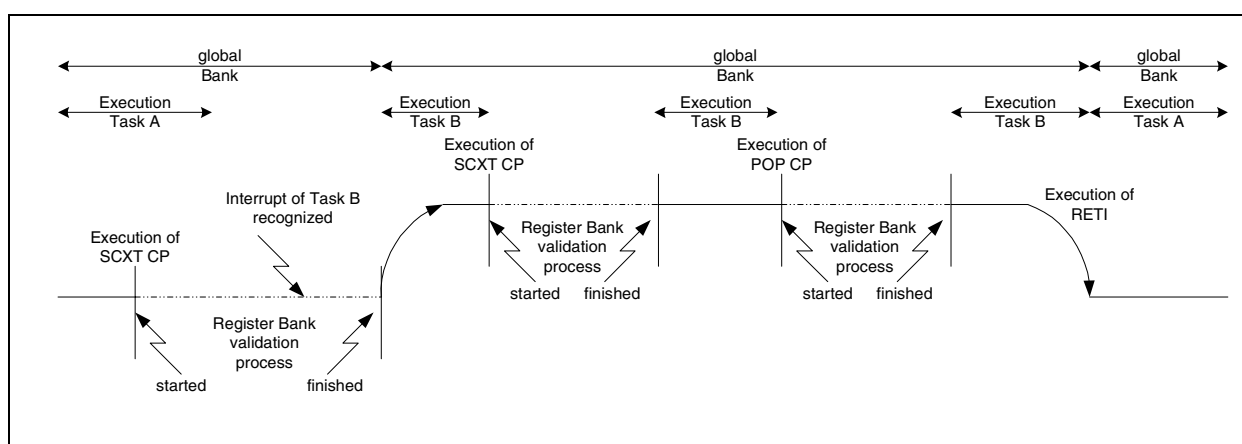 global
Bank
global
Bank
global
Bank
Execution
Task A
Execution
Task B
Execution
Task B
Execution
Task B
Execution
Task A
Execution of
SCXT CP
Execution of
POP CP
Interrupt of Task B
recognized
Execution of
RETI
Execution of
SCXT CP
Register Bank
validation
process
started
finished
Register Bank
validation
process
started
finished
Register Bank
validation
process
started
finished